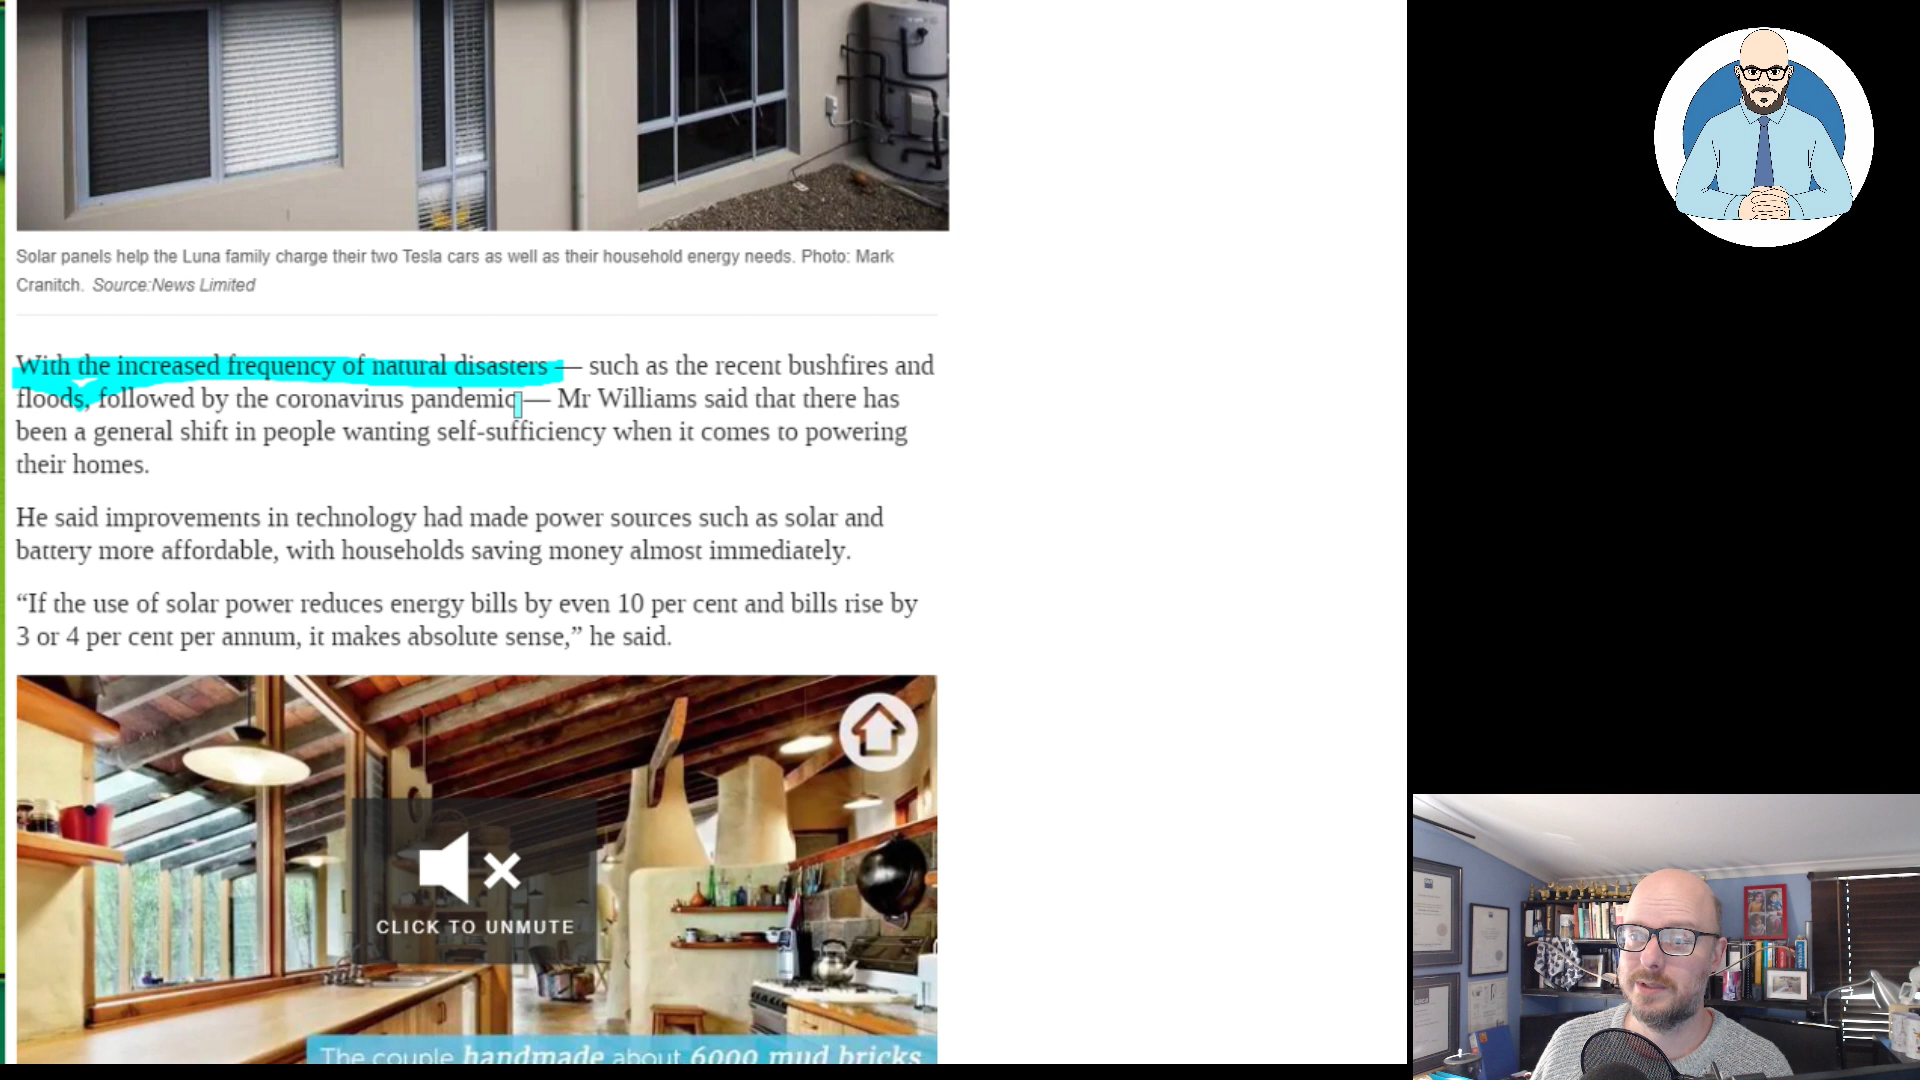 Solar panels help the Luna family charge their two Tesla cars as well as their household energy needs. Photo: Mark
Cranitch. Source:News Limited
With the increased frequency of natural disasters — such as the recent bushfires and
floods, followed by the coronavirus pandemic — Mr Williams said that there has
been a general shift in people wanting self-sufficiency when it comes to powering
their homes.
He said improvements in technology had made power sources such as solar and
battery more affordable, with households saving money almost immediately.
“If the use of solar power reduces energy bills by even 10 per cent and bills rise by
3 or 4 per cent per annum, it makes absolute sense,” he said.
CLICK TO UNMUTE
The couple handmade about 6000 mud bricks